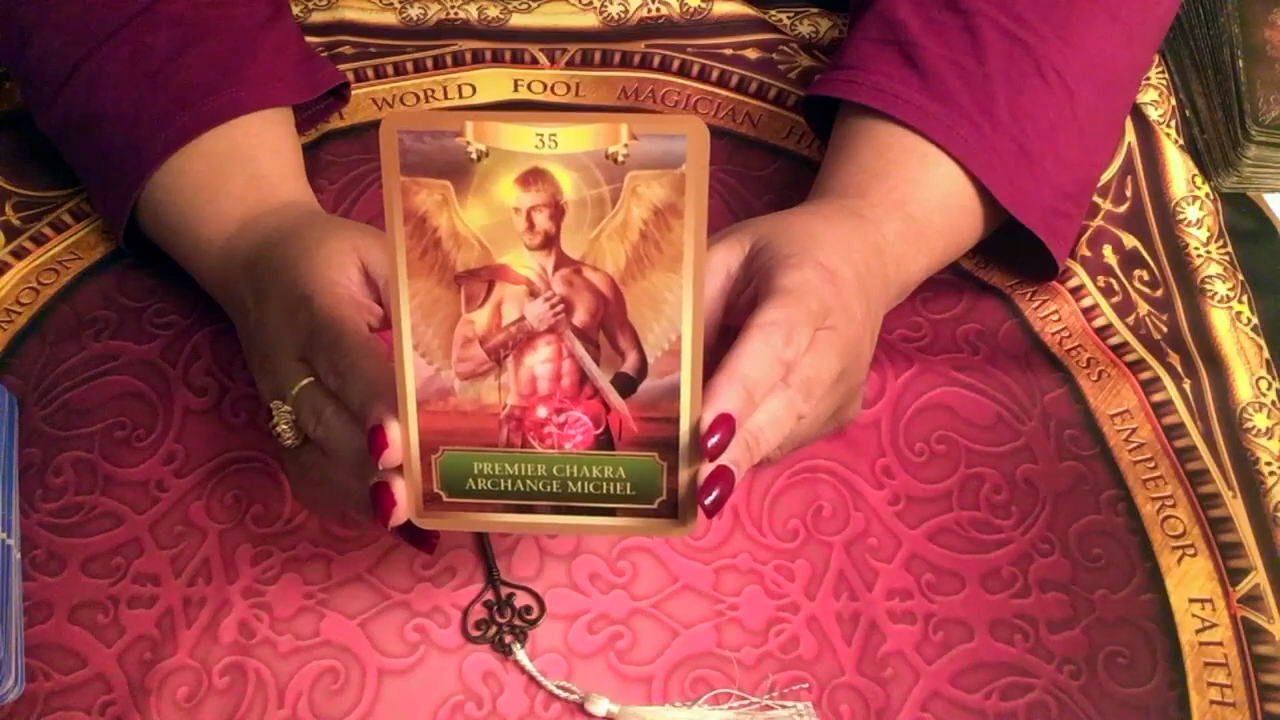 WORLD FOOL MAGICIAN
35
MOON
EMPRESS
EMPEROR
FAITH
PREMIER CHAKRA
ARCHANGE MICHEL